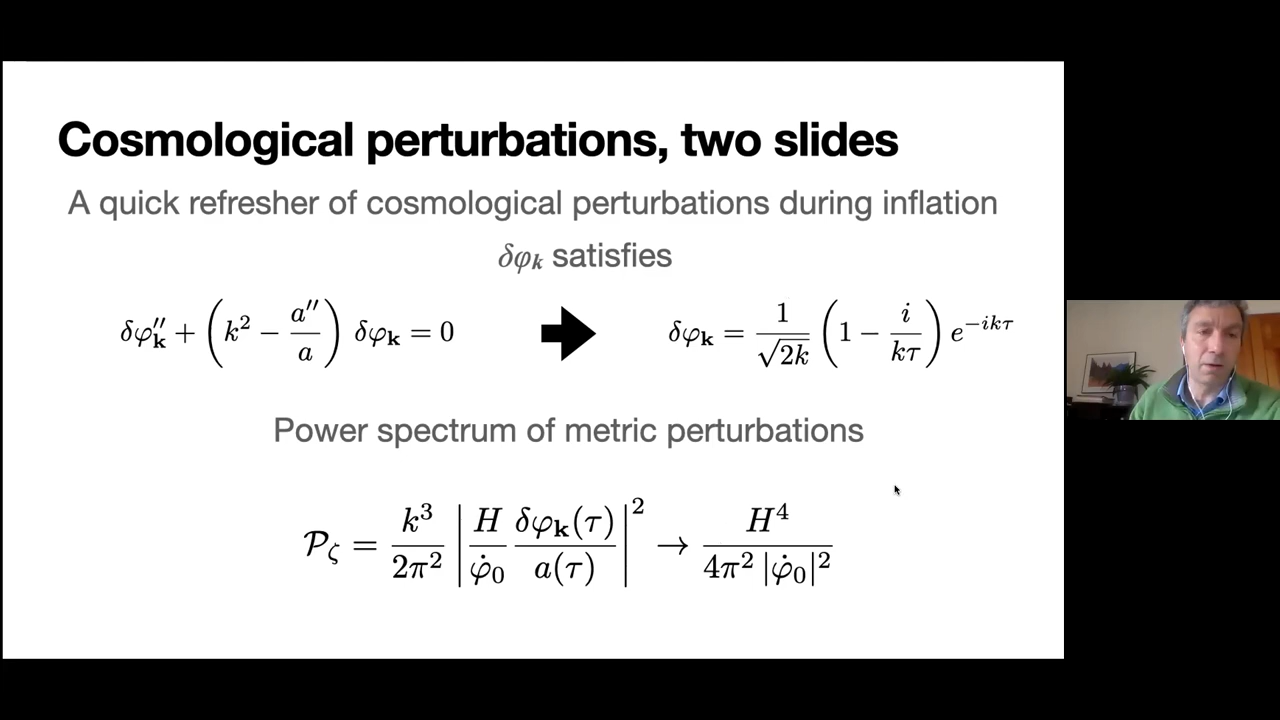 Cosmological perturbations, two slides
A quick refresher of cosmological perturbations during inflation
δφₖ satisfies
δφ″_𝐤 + (k² − a″/a) δφ_𝐤 = 0 ➡ δφ_𝐤 = 1/√(2k) (1 − i/(kτ)) e^{−ikτ}
Power spectrum of metric perturbations
𝒫_ζ = k³/(2π²) |H/φ̇₀ δφ_𝐤(τ)/a(τ)|² → H⁴/(4π² |φ̇₀|²)